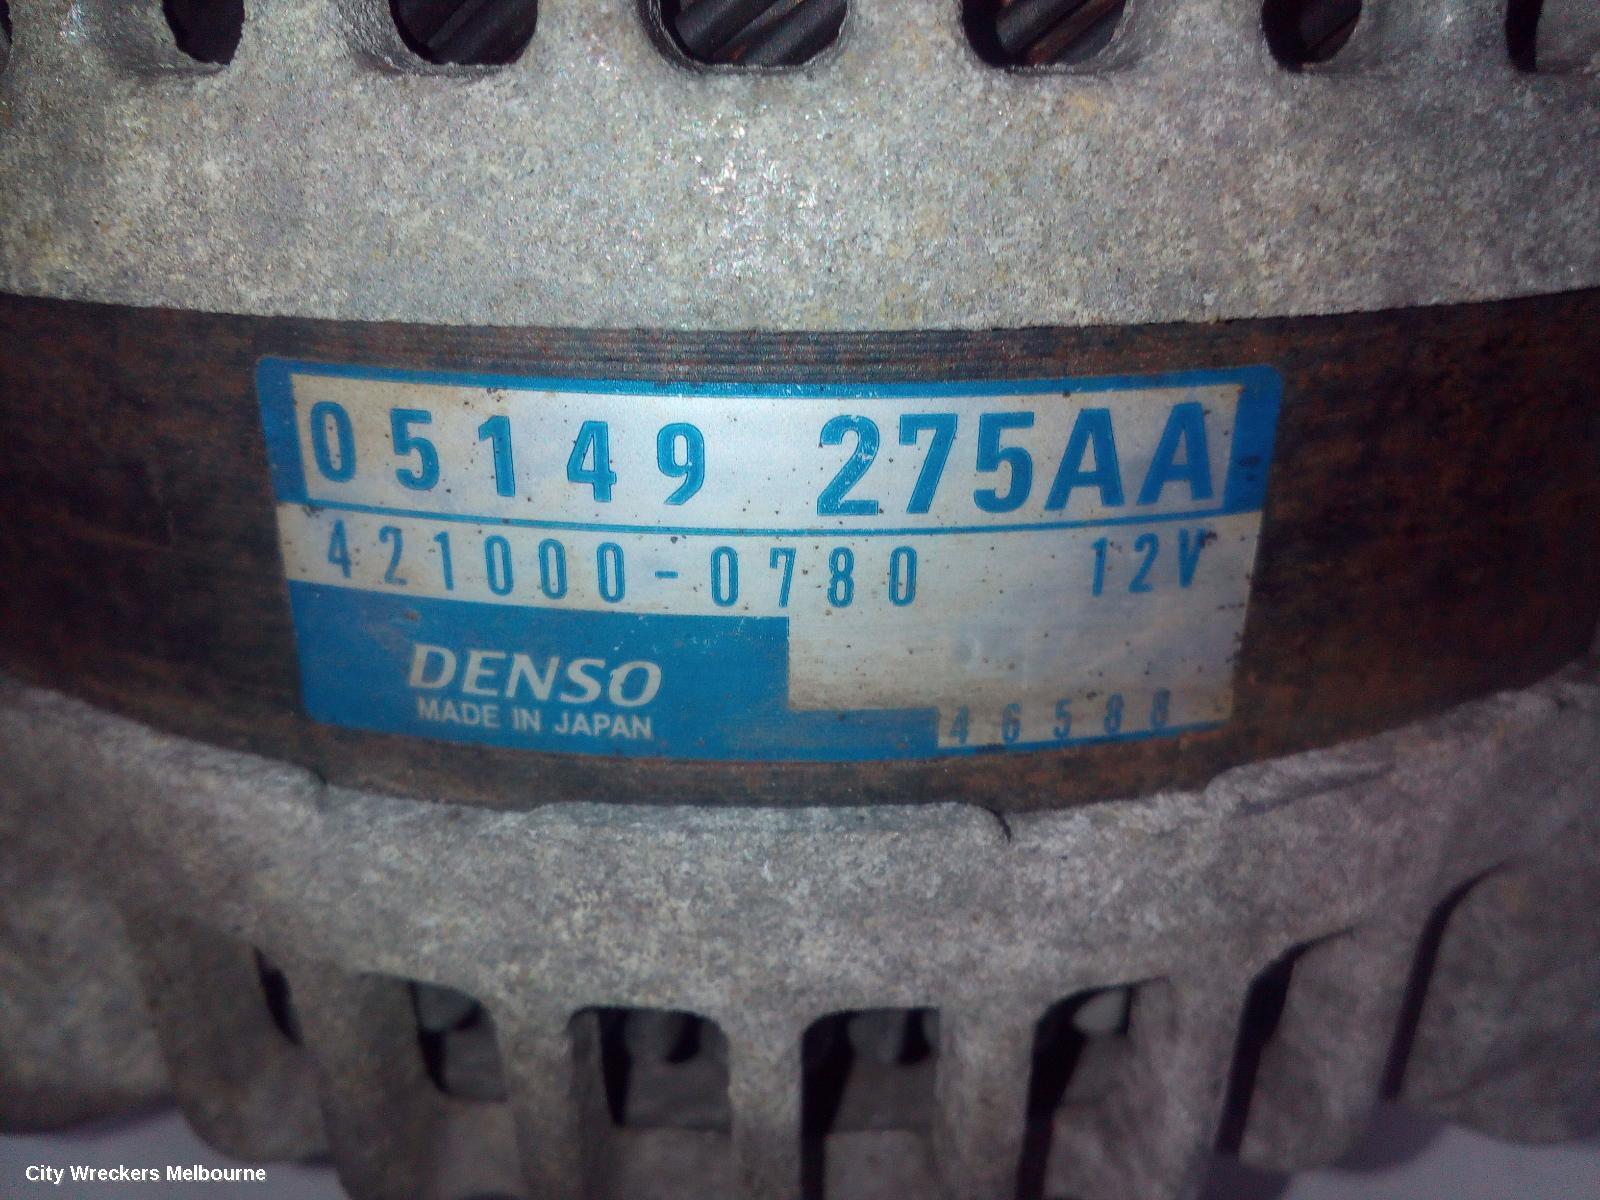 05149 275AA
421000-0780 12V
DENSO
MADE IN JAPAN
46588
City Wreckers Melbourne